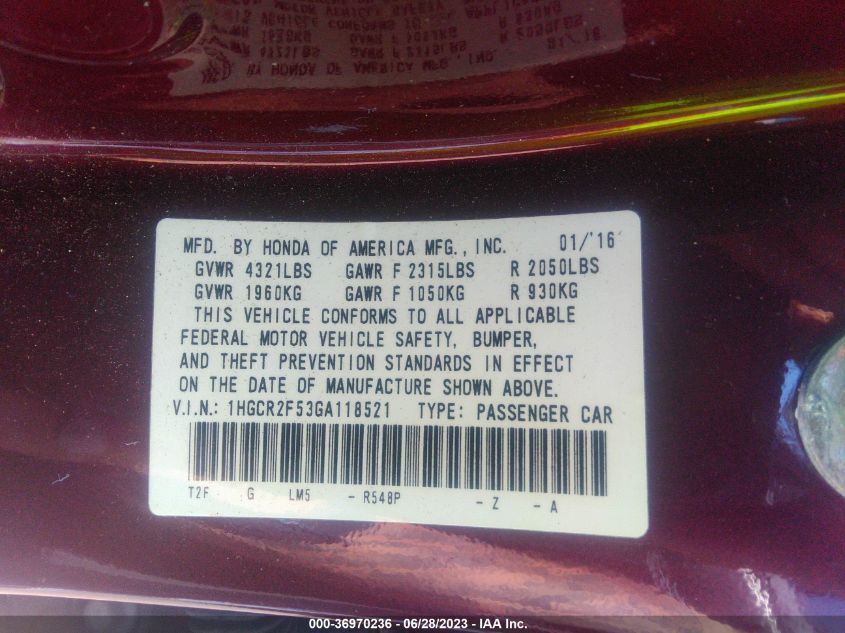 MFD. BY HONDA OF AMERICA MFG., INC. 01/'16
GVWR 4321LBS GAWR F 2315LBS R 2050LBS
GVWR 1960KG GAWR F 1050KG R 930KG
THIS VEHICLE CONFORMS TO ALL APPLICABLE
FEDERAL MOTOR VEHICLE SAFETY, BUMPER,
AND THEFT PREVENTION STANDARDS IN EFFECT
ON THE DATE OF MANUFACTURE SHOWN ABOVE.
V.I.N.: 1HGCR2F53GA118521 TYPE: PASSENGER CAR
T2F G LM5 - R548P - Z - A
000-36970236 - 06/28/2023 - IAA Inc.